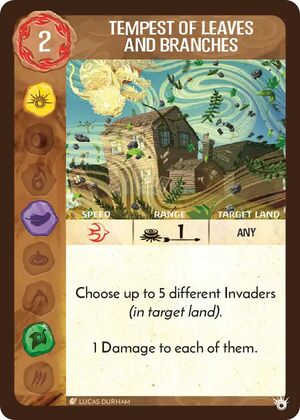 2
TEMPEST OF LEAVES
AND BRANCHES
SPEED
RANGE
TARGET LAND
1
ANY
Choose up to 5 different Invaders
(in target land).
1 Damage to each of them.
LUCAS DURHAM